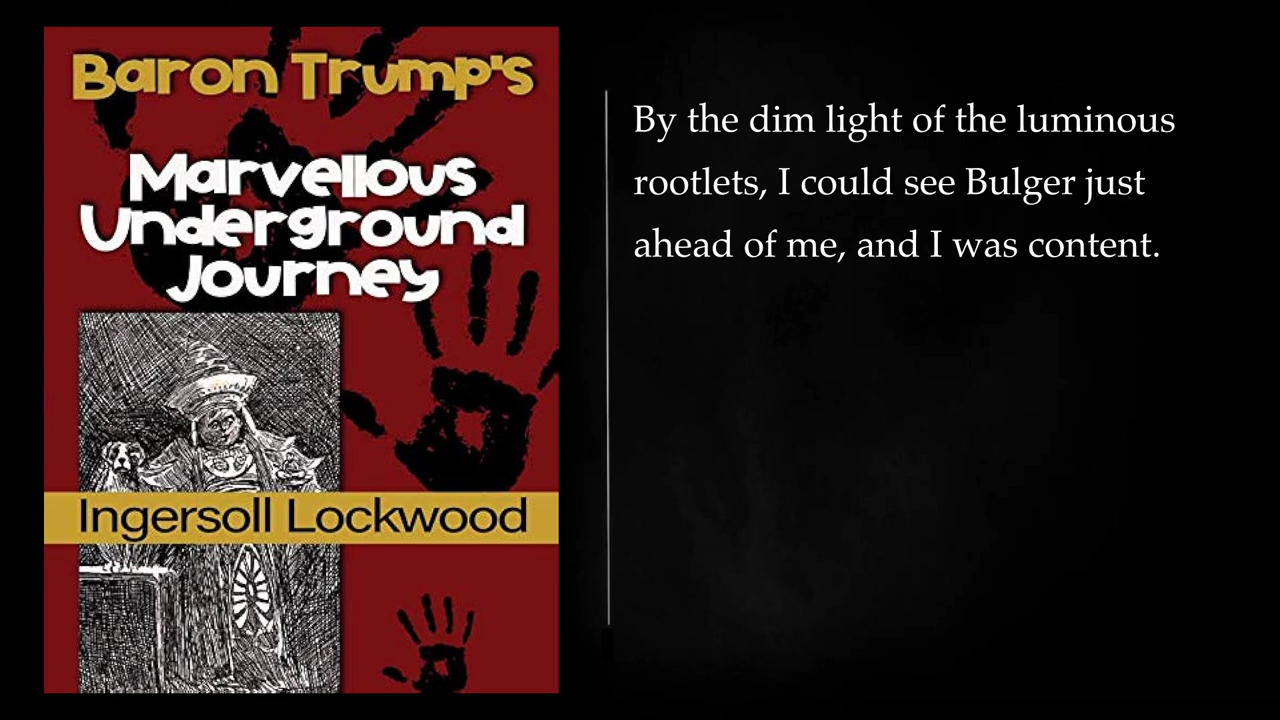 Baron Trump's
Marvellous
Underground
Journey
Ingersoll Lockwood
By the dim light of the luminous
rootlets, I could see Bulger just
ahead of me, and I was content.